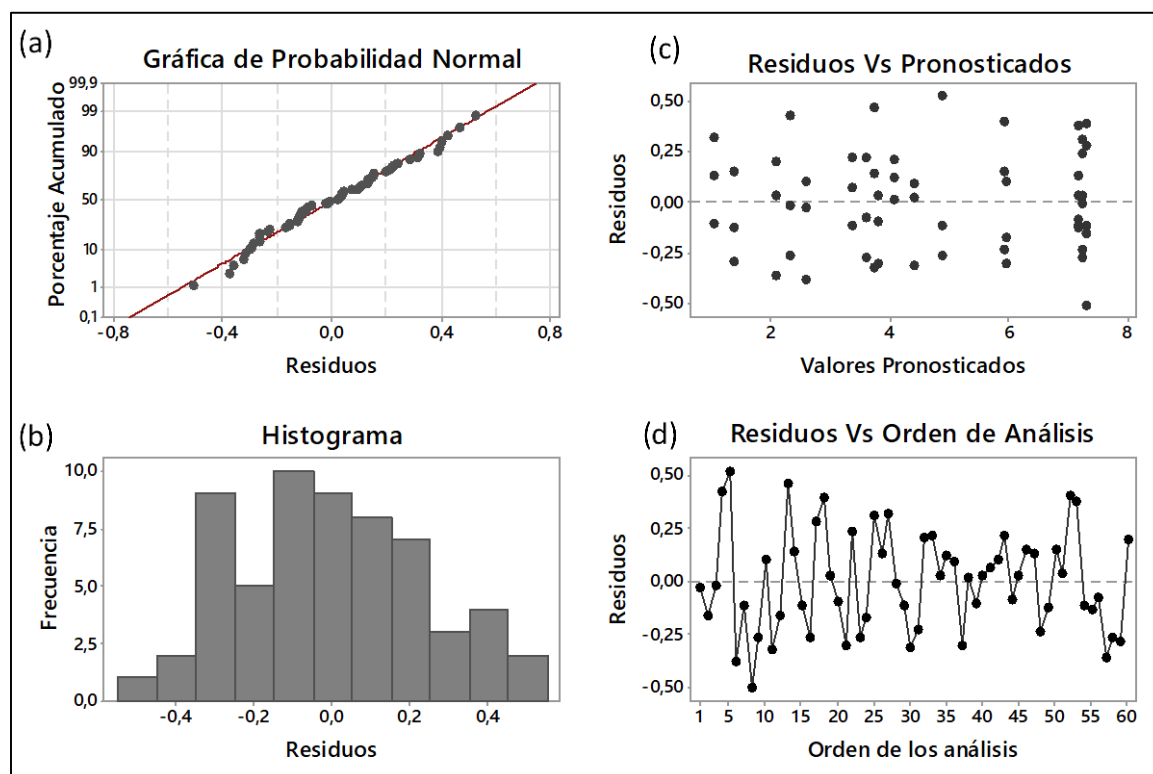 (a)
Gráfica de Probabilidad Normal
Porcentaje Acumulado
99,9
99
90
50
10
1
0,1
-0,8 -0,4 0,0 0,4 0,8
Residuos
(c)
Residuos Vs Pronosticados
Residuos
0,50
0,25
0,00
-0,25
-0,50
2 4 6 8
Valores Pronosticados
(b)
Histograma
Frecuencia
10,0
7,5
5,0
2,5
0,0
-0,4 -0,2 0,0 0,2 0,4
Residuos
(d)
Residuos Vs Orden de Análisis
Residuos
0,50
0,25
0,00
-0,25
-0,50
1 5 10 15 20 25 30 35 40 45 50 55 60
Orden de los análisis